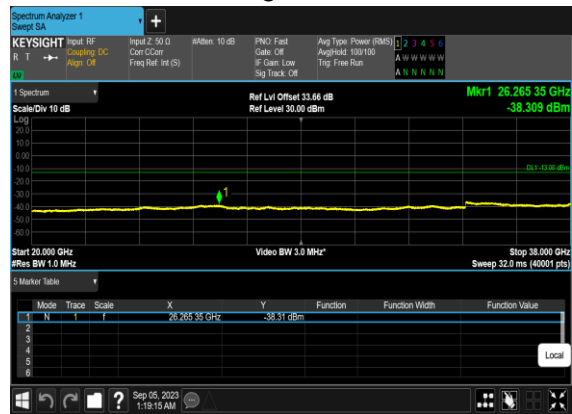 Spectrum Analyzer 1
Swept SA
+
KEYSIGHT Input: RF Input Z: 50 Ω #Atten: 10 dB PNO: Fast Avg Type: Power (RMS) 1 2 3 4 5 6
R T Coupling: DC Corr CCorr Gate: Off Avg|Hold: 100/100 A W W W W W
Align: Off Freq Ref: Int (S) IF Gain: Low Trig: Free Run
Sig Track: Off A N N N N N
LXI
1 Spectrum Ref Lvl Offset 33.66 dB Mkr1 26.265 35 GHz
Scale/Div 10 dB Ref Level 30.00 dBm -38.309 dBm
Log
20.0
10.0
0.00
-10.0
DL1 -13.00 dBm
-20.0
-30.0
1
-40.0
-50.0
-60.0
Start 20.000 GHz Video BW 3.0 MHz* Stop 38.000 GHz
#Res BW 1.0 MHz Sweep 32.0 ms (40001 pts)
5 Marker Table
Mode Trace Scale X Y Function Function Width Function Value
1 N 1 f 26.265 35 GHz -38.31 dBm
2
3
4
5
6
Local
? Sep 05, 2023
1:19:15 AM